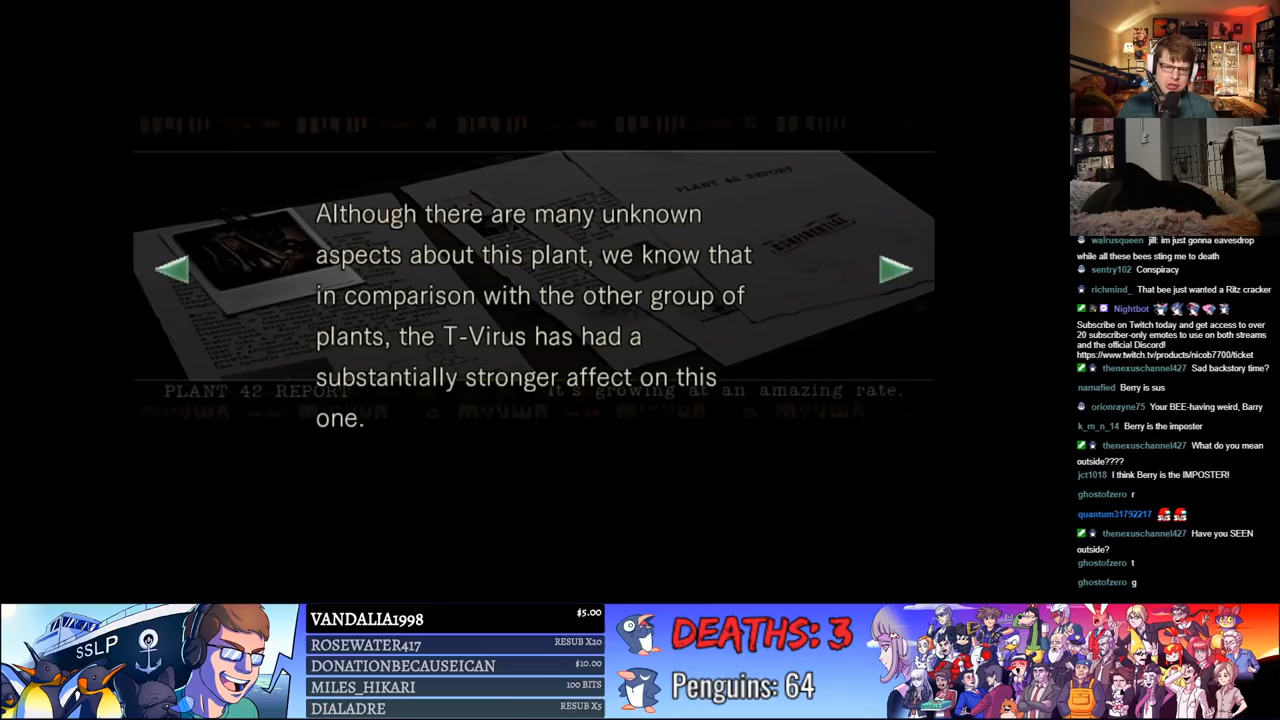 PLANT 42 REPORT
CONFIDENTIAL
Although there are many unknown
aspects about this plant, we know that
in comparison with the other group of
plants, the T-Virus has had a
substantially stronger affect on this
one.
PLANT 42 REPORT
It's growing at an amazing rate.
walrusqueen jill: im just gonna eavesdrop
while all these bees sting me to death
sentry102 Conspiracy
richmind_ That bee just wanted a Ritz cracker
Nightbot
Subscribe on Twitch today and get access to over
20 subscriber-only emotes to use on both streams
and the official Discord!
https://www.twitch.tv/products/nicob7700/ticket
thenexuschannel427 Sad backstory time?
namafied Berry is sus
orionrayne75 Your BEE-having weird, Barry
k_m_n_14 Berry is the imposter
thenexuschannel427 What do you mean
outside????
jct1018 I think Berry is the IMPOSTER!
ghostofzero r
quantum31792217
thenexuschannel427 Have you SEEN
outside?
ghostofzero t
ghostofzero g
SSLP
VANDALIA1998 $5.00
ROSEWATER417 RESUB X20
DONATIONBECAUSEICAN $10.00
MILES_HIKARI 100 BITS
DIALADRE RESUB X5
DEATHS: 3
Penguins: 64